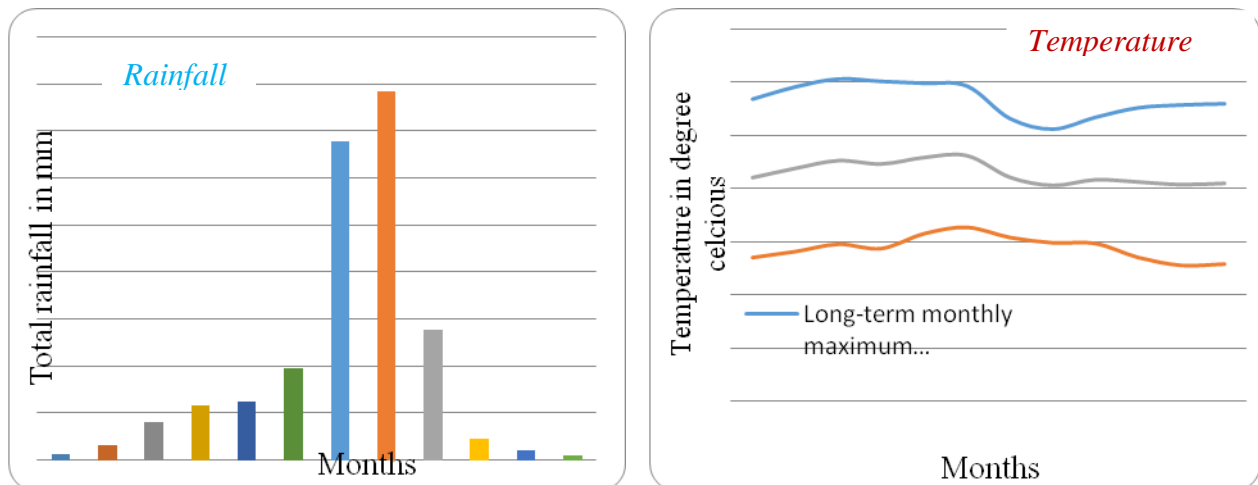 Rainfall
Total rainfall in mm
Months
Temperature
Temperature in degree
celcious
Long-term monthly
maximum...
Months